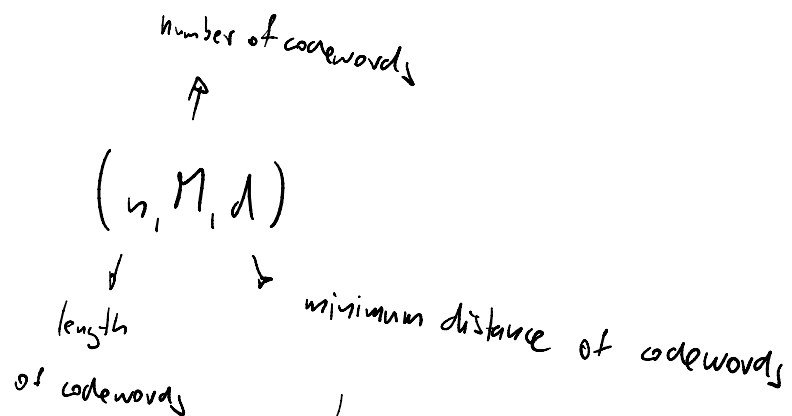 number of codewords
(n, M, d)
length
of codewords
minimum distance of codewords